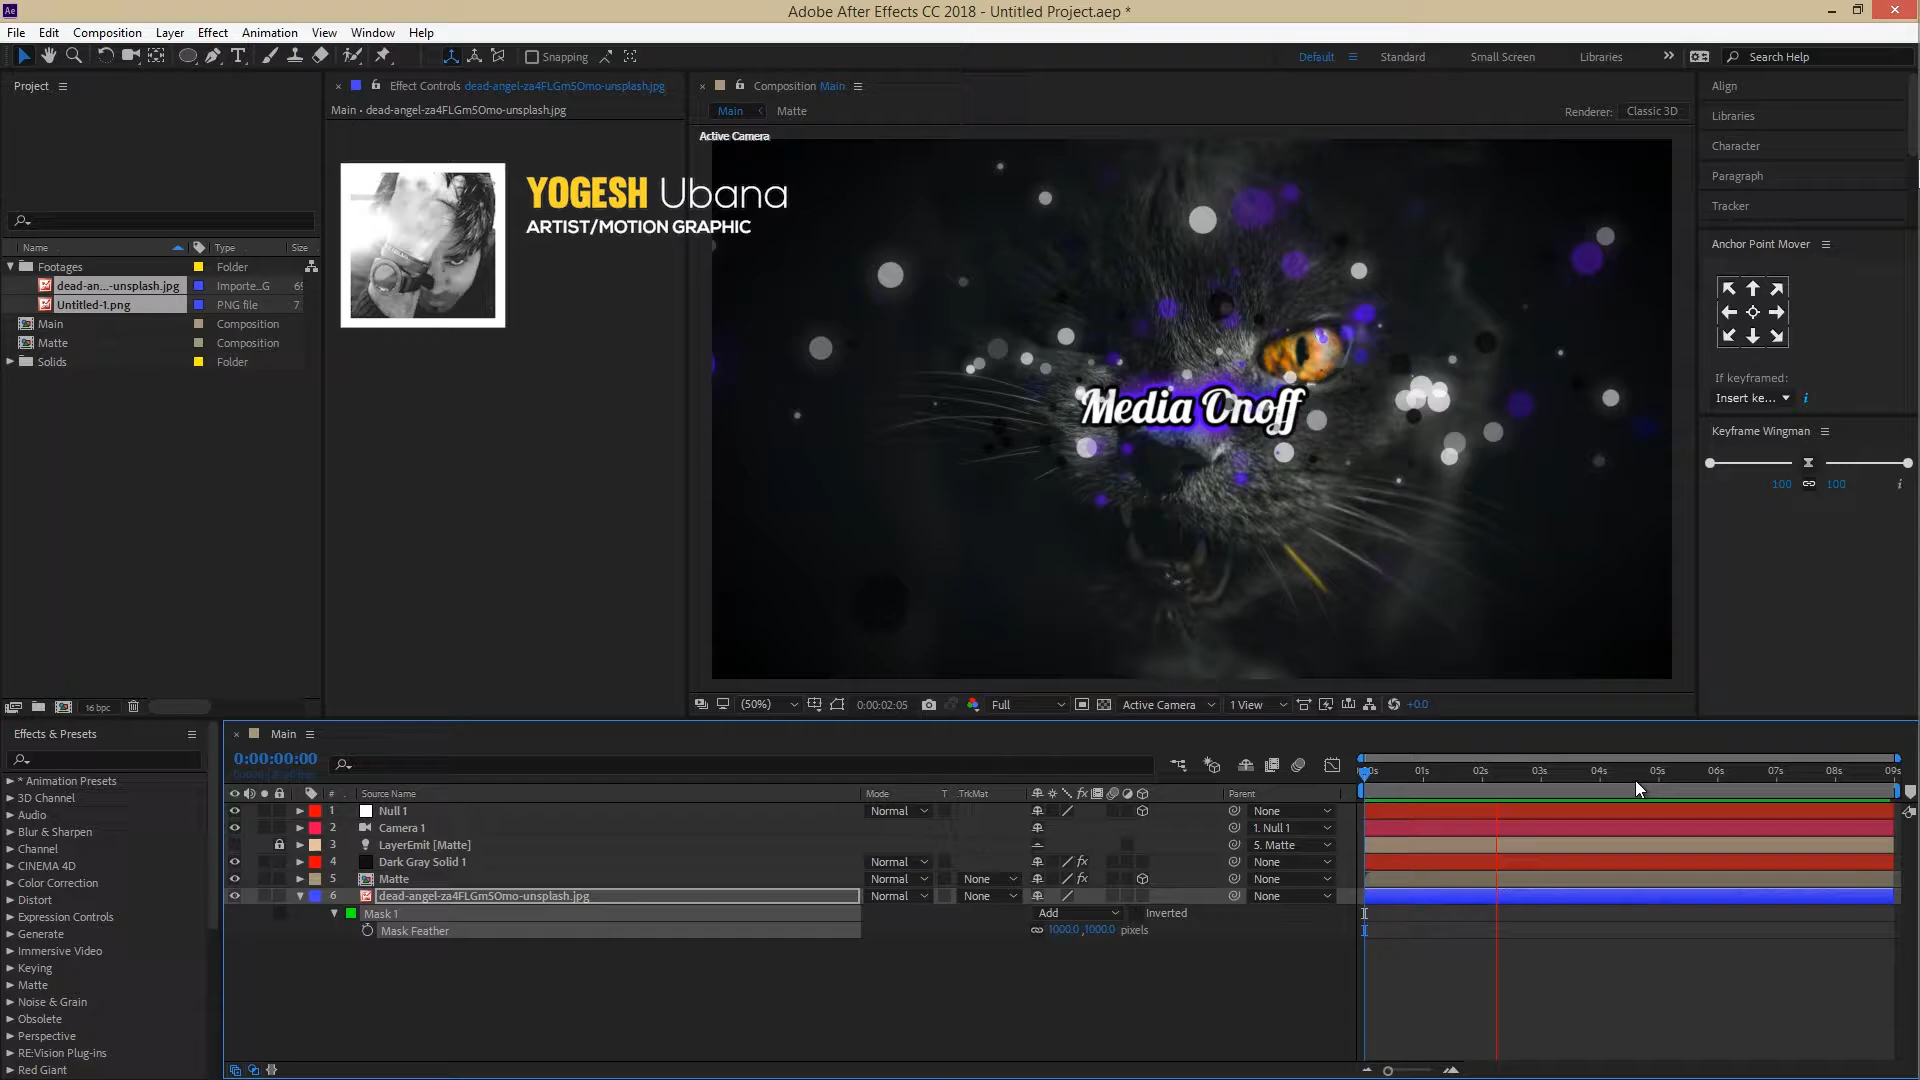 Adobe After Effects CC 2018 - Untitled Project.aep *
File Edit Composition Layer Effect Animation View Window Help
Snapping
Default Standard Small Screen Libraries Search Help
Project
Effect Controls dead-angel-za4FLGm5Omo-unsplash.jpg
Main • dead-angel-za4FLGm5Omo-unsplash.jpg
Composition Main
Main Matte
Renderer: Classic 3D
Active Camera
YOGESH Ubana
ARTIST/MOTION GRAPHIC
Media Onoff
Name Type Size
Footages Folder
dead-an...-unsplash.jpg Importe...G 69
Untitled-1.png PNG file 7
Main Composition
Matte Composition
Solids Folder
16 bpc
(50%) 0:00:02:05 Full Active Camera 1 View +0.0
Align
Libraries
Character
Paragraph
Tracker
Anchor Point Mover
If keyframed:
Insert ke...
Keyframe Wingman
100 100
Effects & Presets
* Animation Presets
3D Channel
Audio
Blur & Sharpen
Channel
CINEMA 4D
Color Correction
Distort
Expression Controls
Generate
Immersive Video
Keying
Matte
Noise & Grain
Obsolete
Perspective
RE:Vision Plug-ins
Red Giant
Main
0:00:00:00
# Source Name Mode T .TrkMat Parent
1 Null 1 Normal None
2 Camera 1 1. Null 1
3 LayerEmit [Matte] 5. Matte
4 Dark Gray Solid 1 Normal None
5 Matte Normal None None
6 dead-angel-za4FLGm5Omo-unsplash.jpg Normal None None
Mask 1 Add Inverted
Mask Feather 1000.0 ,1000.0 pixels
01s 02s 03s 04s 05s 06s 07s 08s 09s